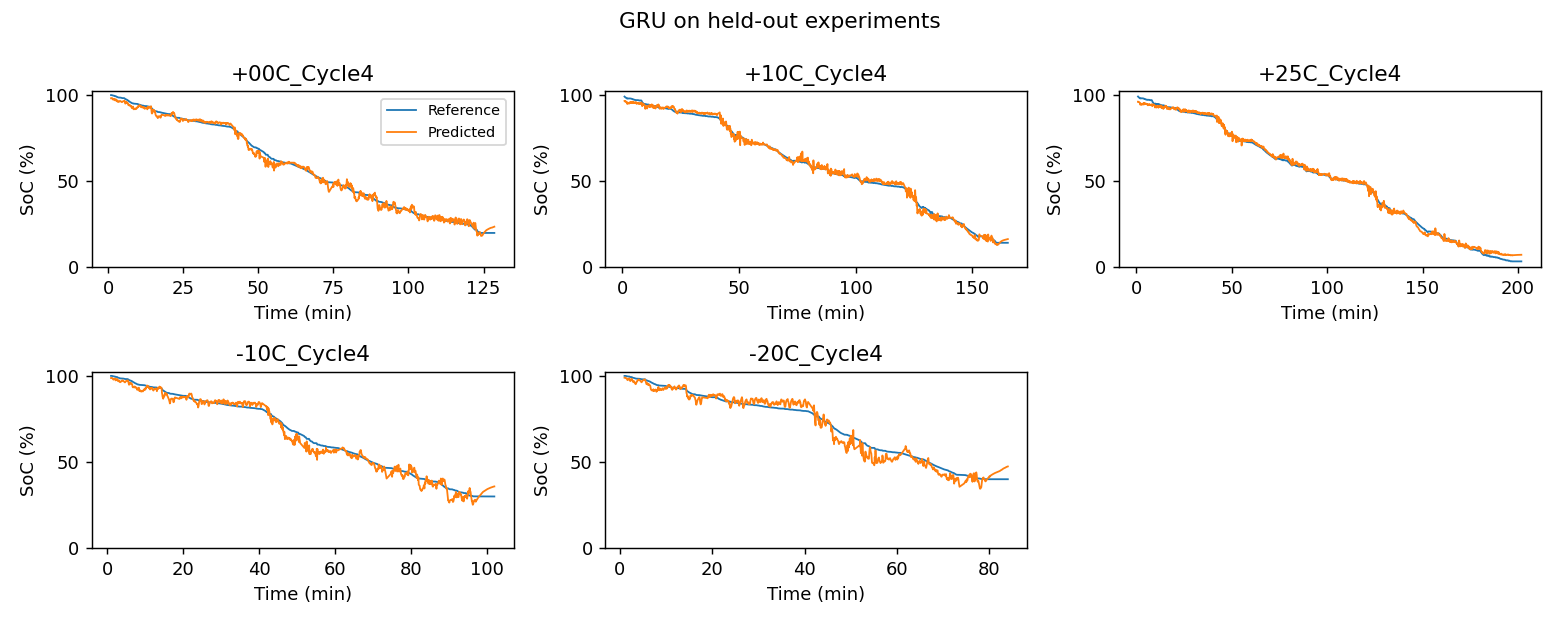 GRU on held-out experiments
+00C_Cycle4
100
50
0
SoC (%)
Reference
Predicted
0 25 50 75 100 125
Time (min)
+10C_Cycle4
100
50
0
SoC (%)
0 50 100 150
Time (min)
+25C_Cycle4
100
50
0
SoC (%)
0 50 100 150 200
Time (min)
-10C_Cycle4
100
50
0
SoC (%)
0 20 40 60 80 100
Time (min)
-20C_Cycle4
100
50
0
SoC (%)
0 20 40 60 80
Time (min)